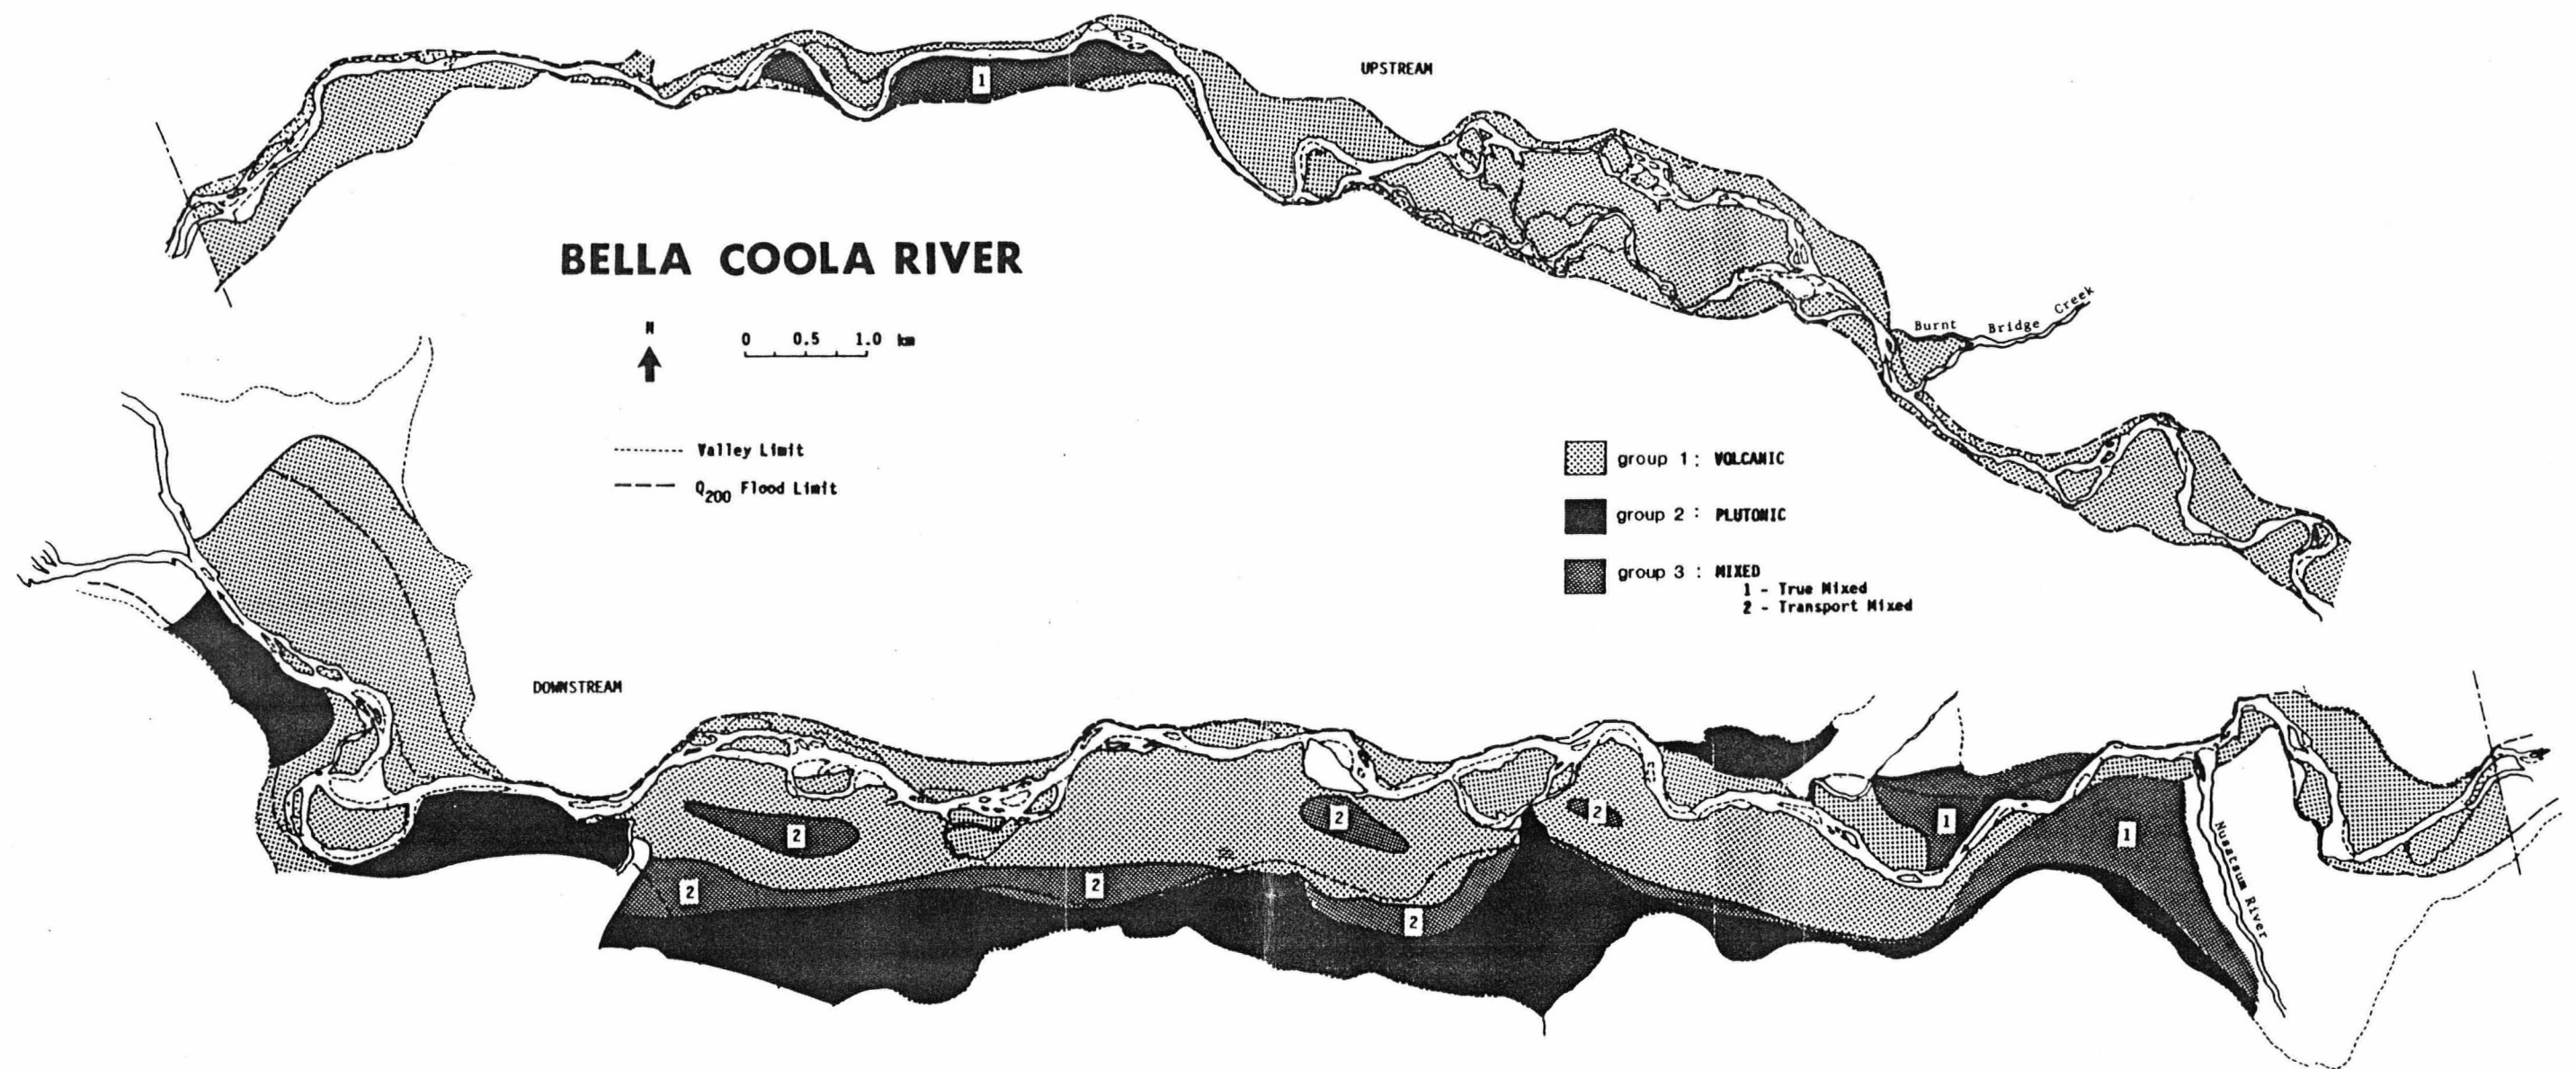 UPSTREAM
1
BELLA COOLA RIVER
N
0 0.5 1.0 km
Burnt Bridge Creek
Valley Limit
Q200 Flood Limit
group 1: VOLCANIC
group 2: PLUTONIC
group 3: MIXED
1 - True Mixed
2 - Transport Mixed
DOWNSTREAM
2
2
2
1
1
2
2
2
Nusatsum River